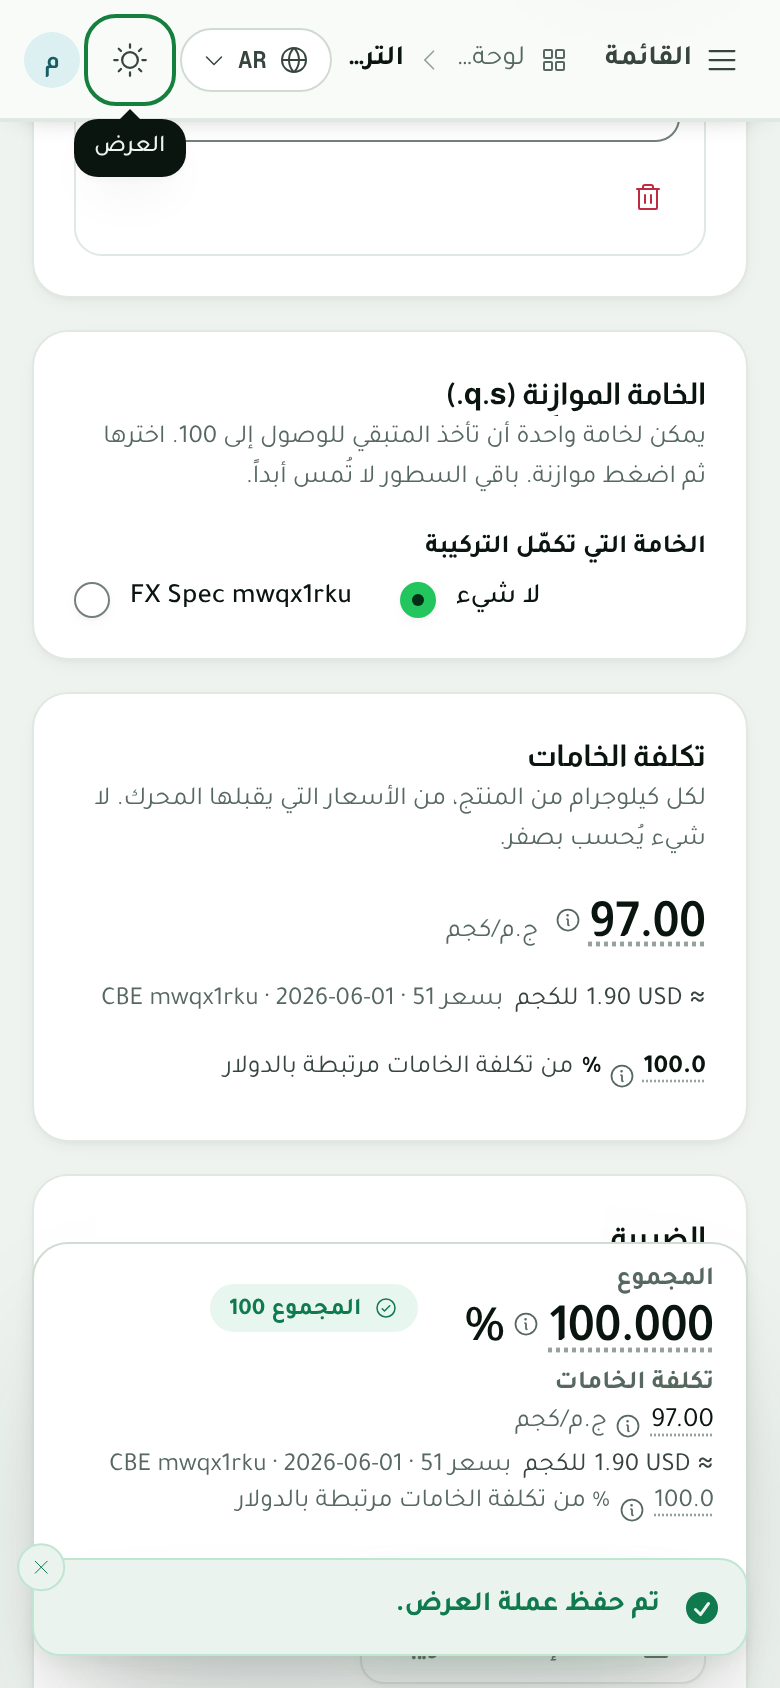 القائمة
لوحة...
التر...
AR
م
العرض
الخامة الموازِنة (q.s.)
يمكن لخامة واحدة أن تأخذ المتبقي للوصول إلى 100. اخترها
ثم اضغط موازنة. باقي السطور لا تُمس أبداً.
الخامة التي تكمّل التركيبة
لا شيء
FX Spec mwqx1rku
تكلفة الخامات
لكل كيلوجرام من المنتج، من الأسعار التي يقبلها المحرك. لا
شيء يُحسب بصفر.
97.00 ج.م/كجم
≈ 1.90 USD للكجم بسعر 51 · 2026-06-01 · CBE mwqx1rku
100.0 % من تكلفة الخامات مرتبطة بالدولار
الضريبة
المجموع
100.000 %
المجموع 100
تكلفة الخامات
97.00 ج.م/كجم
≈ 1.90 USD للكجم بسعر 51 · 2026-06-01 · CBE mwqx1rku
100.0 % من تكلفة الخامات مرتبطة بالدولار
تم حفظ عملة العرض.